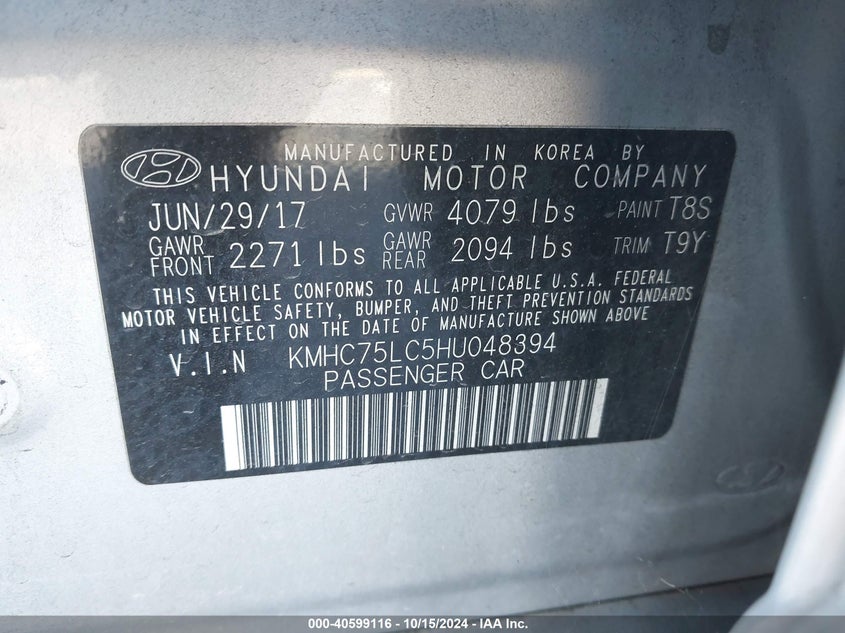 MANUFACTURED IN KOREA BY
HYUNDAI MOTOR COMPANY
JUN/29/17 GVWR 4079 lbs PAINT T8S
GAWR FRONT 2271 lbs GAWR REAR 2094 lbs TRIM T9Y
THIS VEHICLE CONFORMS TO ALL APPLICABLE U.S.A. FEDERAL
MOTOR VEHICLE SAFETY, BUMPER, AND THEFT PREVENTION STANDARDS
IN EFFECT ON THE DATE OF MANUFACTURE SHOWN ABOVE
V.I.N KMHC75LC5HU048394
PASSENGER CAR
000-40599116 - 10/15/2024 - IAA Inc.